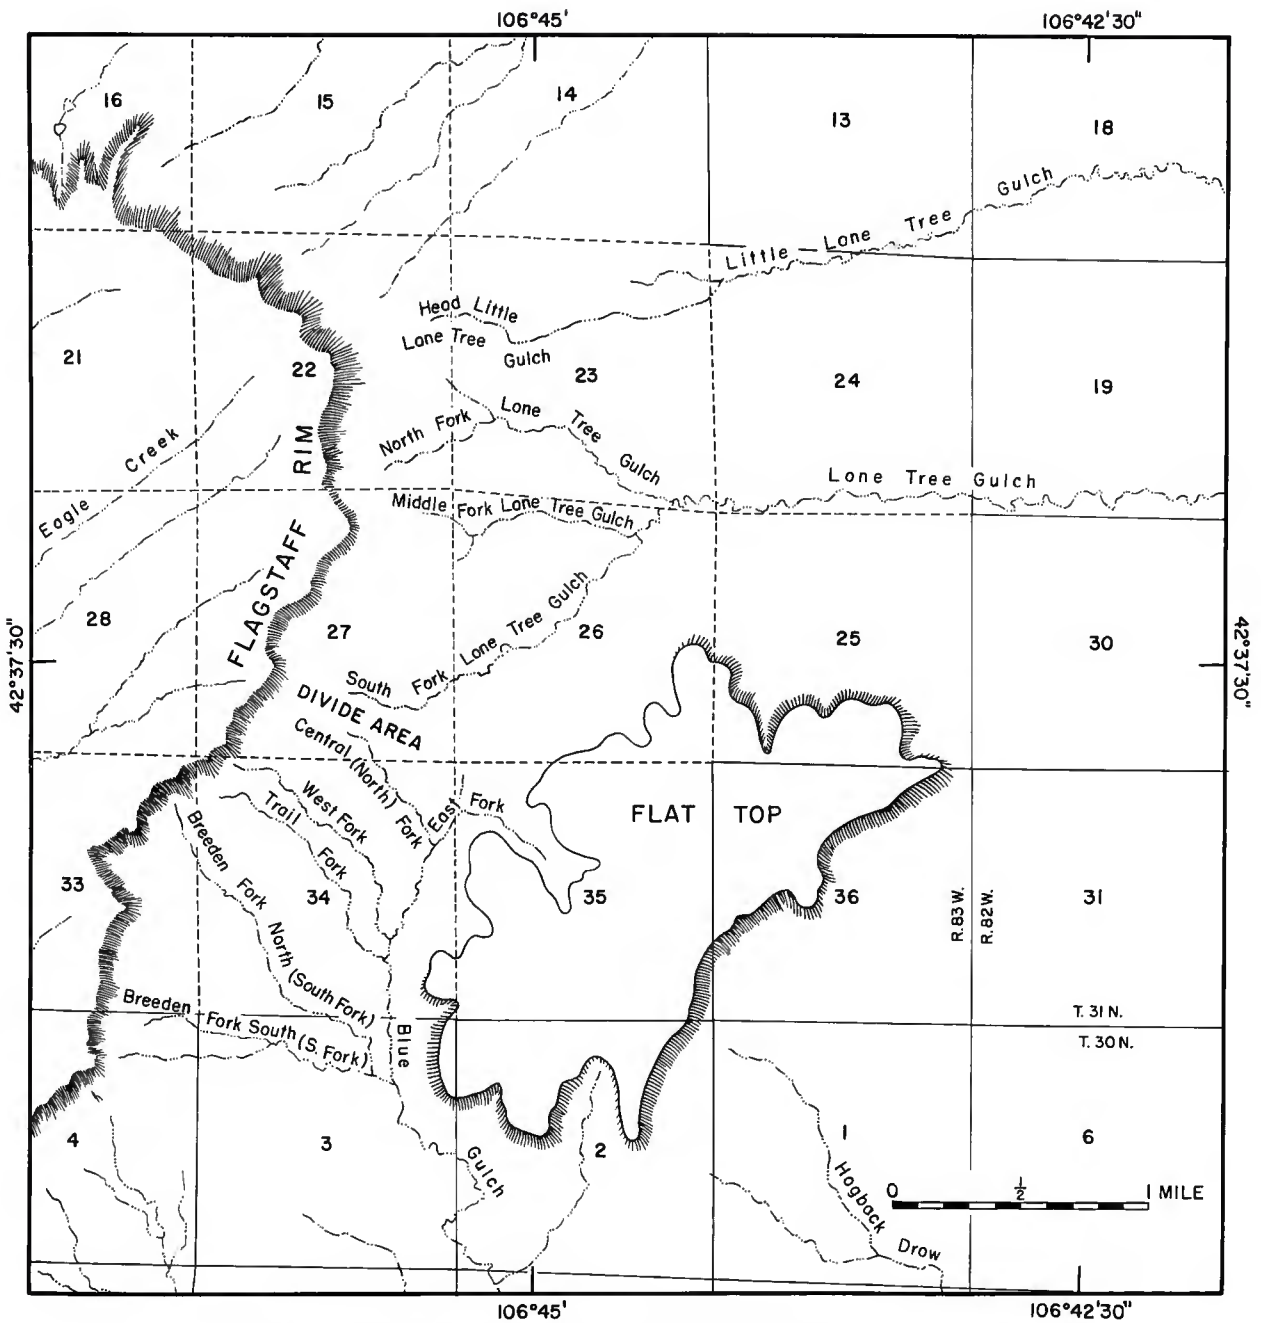 106°45'
106°42'30"
16
15
14
13
18
Little Lone Tree Gulch
Head Little
Lone Tree
Gulch
21
22
23
24
19
North Fork
Lone Tree Gulch
Eagle Creek
RIM
Lone Tree Gulch
Middle Fork Lone Tree Gulch
FLAGSTAFF
28
27
26
25
30
42°37'30"
42°37'30"
South Fork Lone Tree Gulch
DIVIDE AREA
Central (North) Fork
West Fork
Trail Fork
East Fork
FLAT TOP
Breeden Fork North (South Fork)
33
34
35
36
31
R.83W.
R.82W.
Breeden Fork South (S. Fork)
Blue
T. 31 N.
T. 30 N.
4
3
2
1
6
Gulch
Hogback Draw
0
1/2
1 MILE
106°45'
106°42'30"